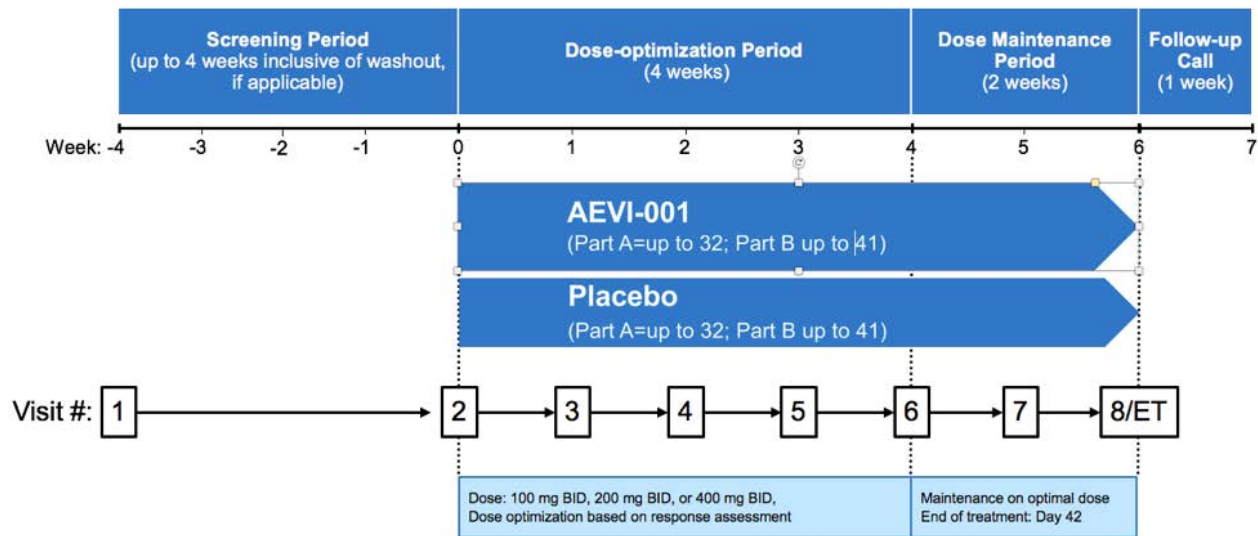 Screening Period
(up to 4 weeks inclusive of washout,
if applicable)
Dose-optimization Period
(4 weeks)
Dose Maintenance
Period
(2 weeks)
Follow-up
Call
(1 week)
Week: -4 -3 -2 -1 0 1 2 3 4 5 6 7
AEVI-001
(Part A=up to 32; Part B up to 41)
Placebo
(Part A=up to 32; Part B up to 41)
Visit #: 1 2 3 4 5 6 7 8/ET
Dose: 100 mg BID, 200 mg BID, or 400 mg BID,
Dose optimization based on response assessment
Maintenance on optimal dose
End of treatment: Day 42